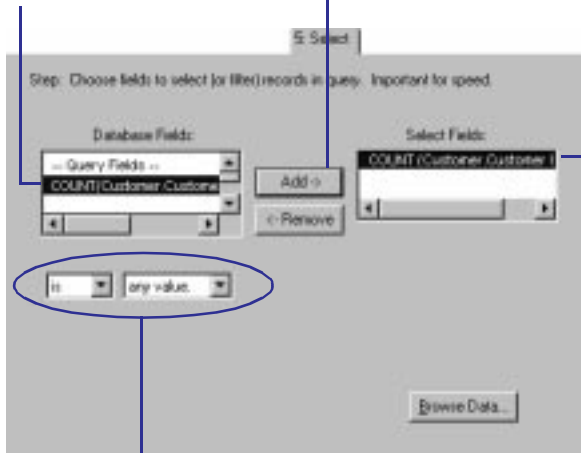 5: Select
Step: Choose fields to select (or filter) records in query. Important for speed.
Database Fields:
Select Fields:
-- Query Fields --
COUNT(Customer.Custome
COUNT (Customer.Customer I
Add ->
<- Remove
is
any value.
Browse Data...